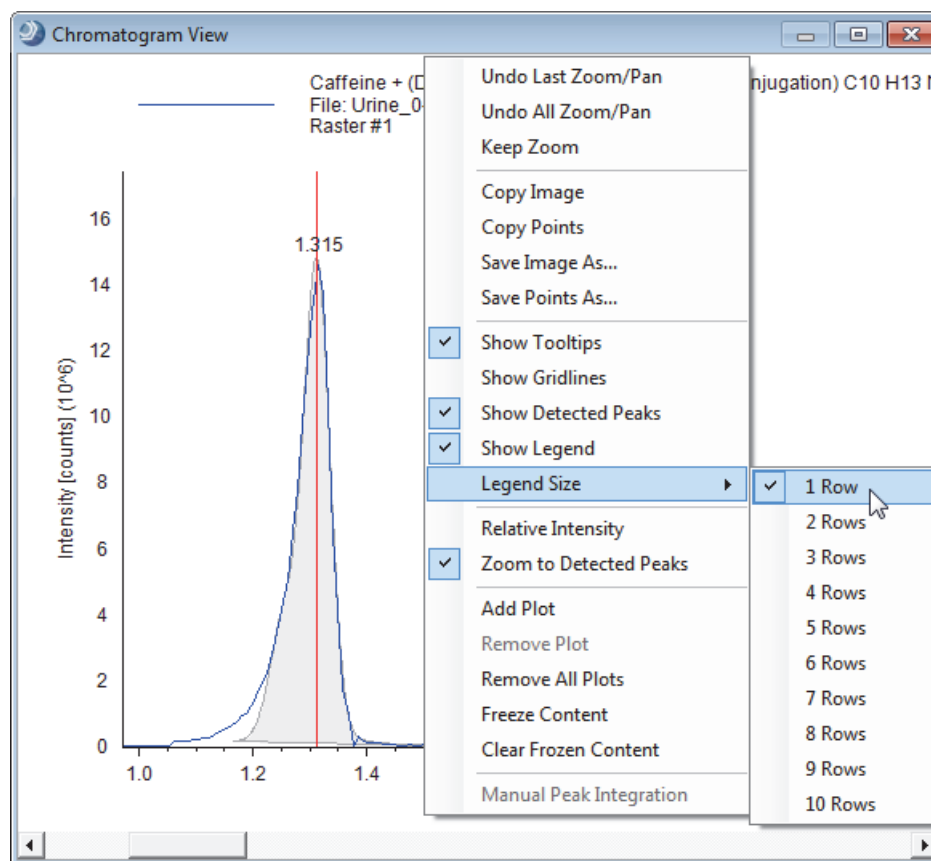 Chromatogram View
Caffeine + (D
njugation) C10 H13 N
File: Urine_0-
Raster #1
Intensity [counts] (10^6)
16
14
12
10
8
6
4
2
0
1.315
1.0
1.2
1.4
Undo Last Zoom/Pan
Undo All Zoom/Pan
Keep Zoom
Copy Image
Copy Points
Save Image As...
Save Points As...
Show Tooltips
Show Gridlines
Show Detected Peaks
Show Legend
Legend Size
Relative Intensity
Zoom to Detected Peaks
Add Plot
Remove Plot
Remove All Plots
Freeze Content
Clear Frozen Content
Manual Peak Integration
1 Row
2 Rows
3 Rows
4 Rows
5 Rows
6 Rows
7 Rows
8 Rows
9 Rows
10 Rows